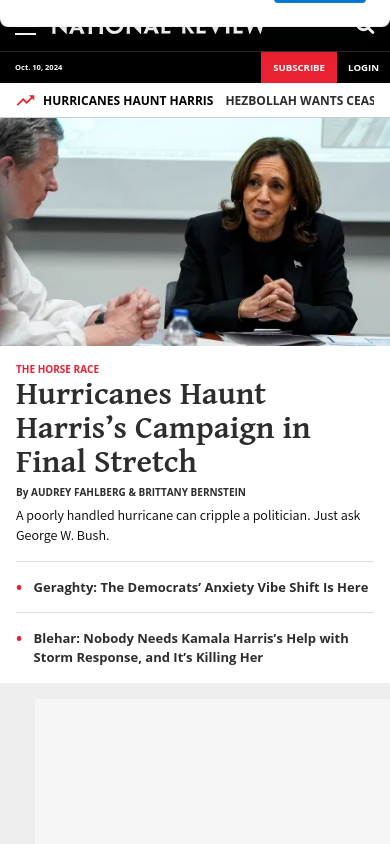 NATIONAL REVIEW
Oct. 10, 2024
SUBSCRIBE
LOGIN
HURRICANES HAUNT HARRIS
HEZBOLLAH WANTS CEAS
THE HORSE RACE
Hurricanes Haunt
Harris’s Campaign in
Final Stretch
By AUDREY FAHLBERG & BRITTANY BERNSTEIN
A poorly handled hurricane can cripple a politician. Just ask
George W. Bush.
• Geraghty: The Democrats’ Anxiety Vibe Shift Is Here
• Blehar: Nobody Needs Kamala Harris’s Help with
Storm Response, and It’s Killing Her